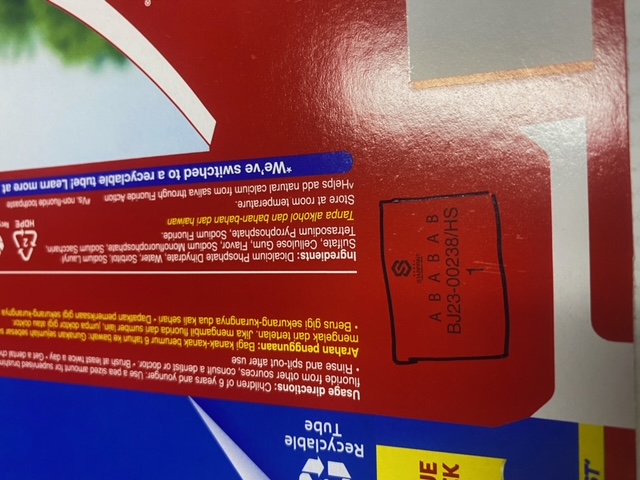 Recyclable
Tube
Usage directions: Children of 6 years and younger: Use a pea sized amount for supervised brushing
• Rinse and spit-out after use
fluoride from other sources, consult a dentist or doctor. • Brush at least twice a day • Get a
Arahan penggunaan: Bagi kanak-kanak berumur 6 tahun ke bawah: Gunakan
mengelak dari tertelan. Jika mengambil fluorida dari sumber lain, jumpa doktor gigi atau
• Berus gigi sekurang-kurangnya dua kali sehari • Dapatkan pemeriksaan gigi sekurang-kurangnya
Ingredients: Dicalcium Phosphate Dihydrate, Water, Sorbitol, Sodium Lauryl
Sulfate, Cellulose Gum, Flavor, Sodium Monofluorophosphate, Sodium Saccharin,
Tetrasodium Pyrophosphate, Sodium Fluoride.
Tanpa alkohol dan bahan-bahan dari haiwan
Store at room temperature.
^Helps add natural calcium from saliva through Fluoride Action
*We've switched to a recyclable tube! Learn more at
#Vs. non-fluoride toothpaste
2
HDPE
A B A B A B
BJ23-00238/HS
1